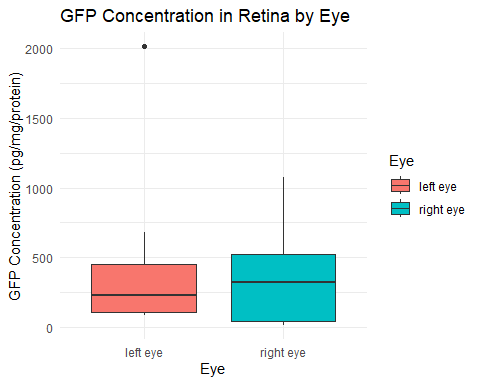 GFP Concentration in Retina by Eye
GFP Concentration (pg/mg/protein)
2000
1500
1000
500
0
left eye
right eye
Eye
Eye
left eye
right eye